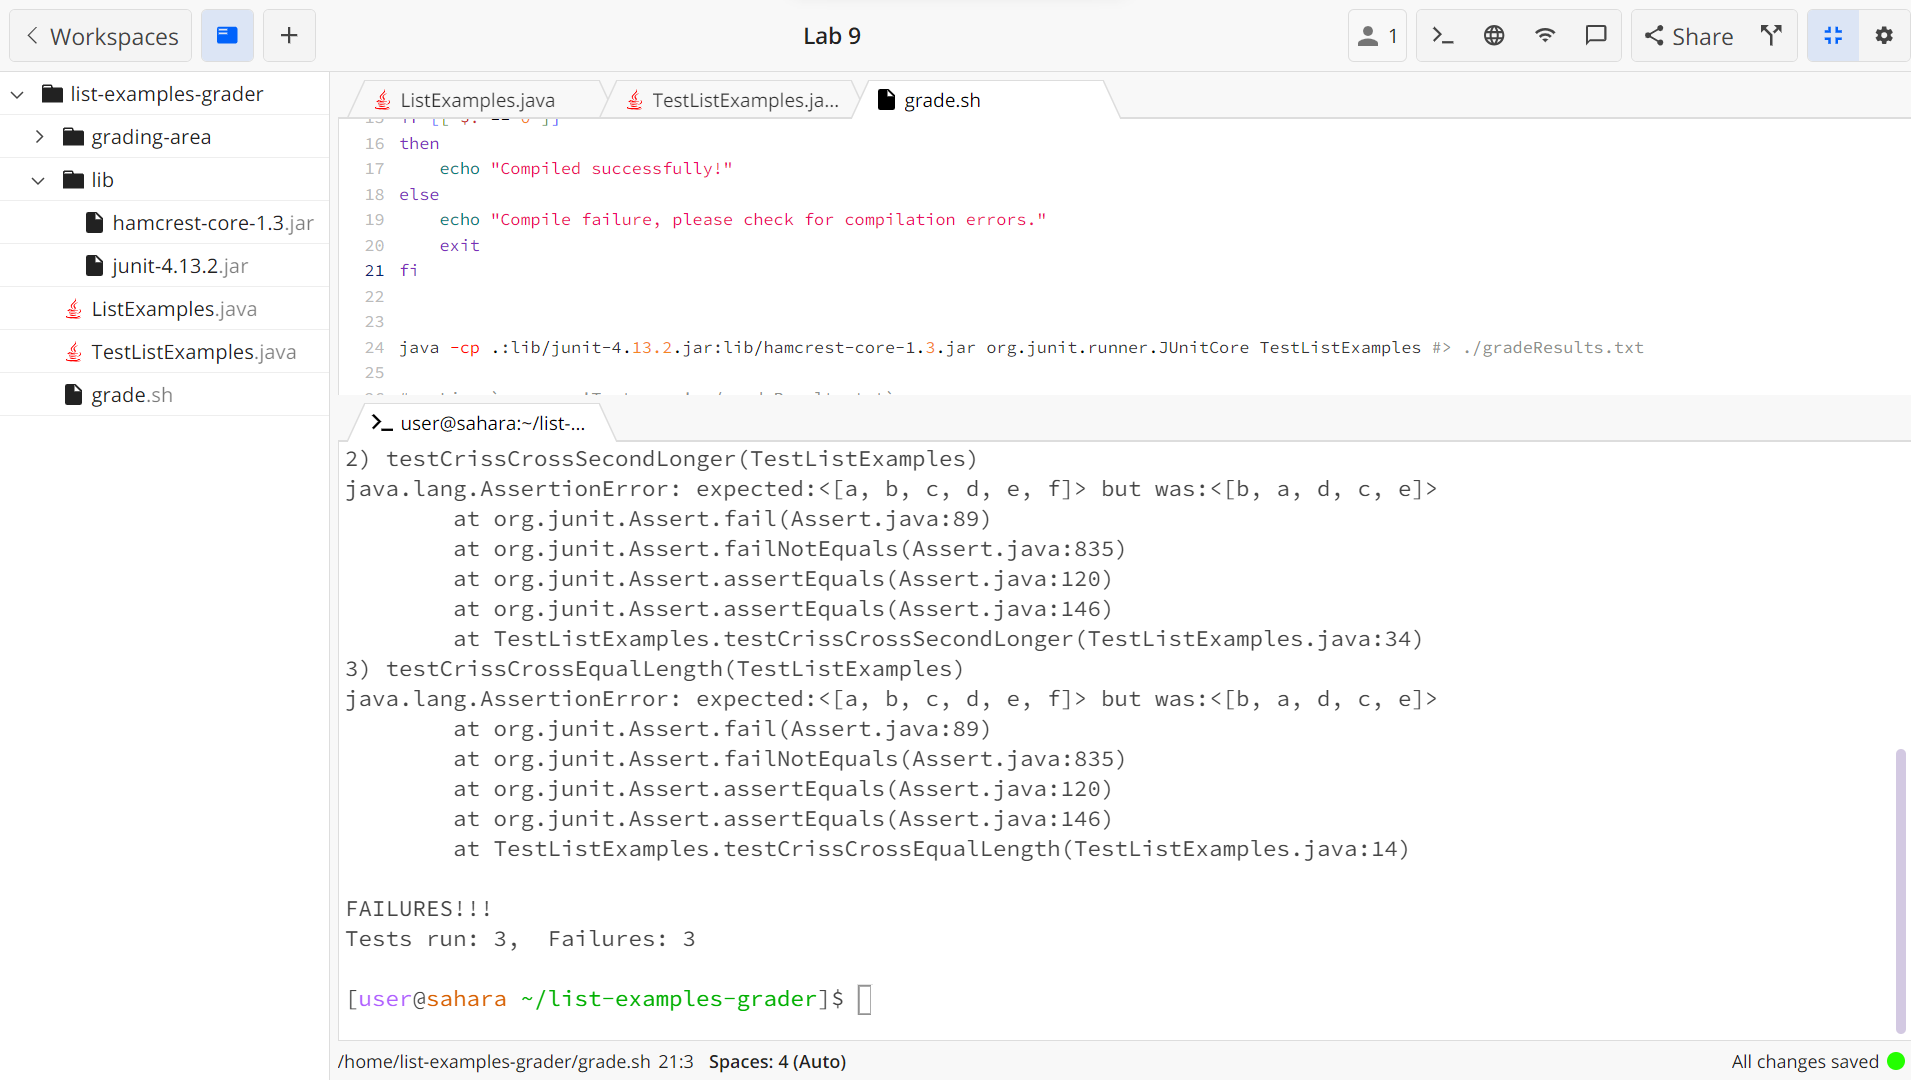 Workspaces
Lab 9
1
Share
list-examples-grader
grading-area
lib
hamcrest-core-1.3.jar
junit-4.13.2.jar
ListExamples.java
TestListExamples.java
grade.sh
ListExamples.java
TestListExamples.ja...
grade.sh
16 then
17 echo "Compiled successfully!"
18 else
19 echo "Compile failure, please check for compilation errors."
20 exit
21 fi
22
23
24 java -cp .:lib/junit-4.13.2.jar:lib/hamcrest-core-1.3.jar org.junit.runner.JUnitCore TestListExamples #> ./gradeResults.txt
25
user@sahara:~/list-...
2) testCrissCrossSecondLonger(TestListExamples)
java.lang.AssertionError: expected:<[a, b, c, d, e, f]> but was:<[b, a, d, c, e]>
at org.junit.Assert.fail(Assert.java:89)
at org.junit.Assert.failNotEquals(Assert.java:835)
at org.junit.Assert.assertEquals(Assert.java:120)
at org.junit.Assert.assertEquals(Assert.java:146)
at TestListExamples.testCrissCrossSecondLonger(TestListExamples.java:34)
3) testCrissCrossEqualLength(TestListExamples)
java.lang.AssertionError: expected:<[a, b, c, d, e, f]> but was:<[b, a, d, c, e]>
at org.junit.Assert.fail(Assert.java:89)
at org.junit.Assert.failNotEquals(Assert.java:835)
at org.junit.Assert.assertEquals(Assert.java:120)
at org.junit.Assert.assertEquals(Assert.java:146)
at TestListExamples.testCrissCrossEqualLength(TestListExamples.java:14)
FAILURES!!!
Tests run: 3,  Failures: 3
[user@sahara ~/list-examples-grader]$
/home/list-examples-grader/grade.sh 21:3 Spaces: 4 (Auto)
All changes saved